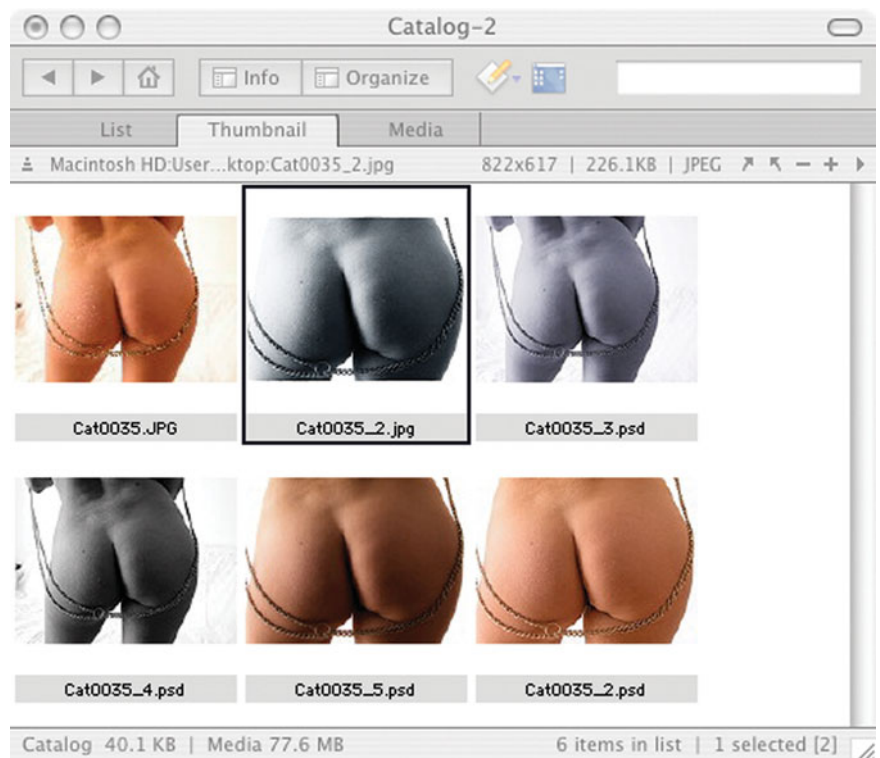 Catalog-2
Info
Organize
List
Thumbnail
Media
Macintosh HD:User...ktop:Cat0035_2.jpg
822x617 | 226.1KB | JPEG
Cat0035.JPG
Cat0035_2.jpg
Cat0035_3.psd
Cat0035_4.psd
Cat0035_5.psd
Cat0035_2.psd
Catalog 40.1 KB | Media 77.6 MB
6 items in list | 1 selected [2]